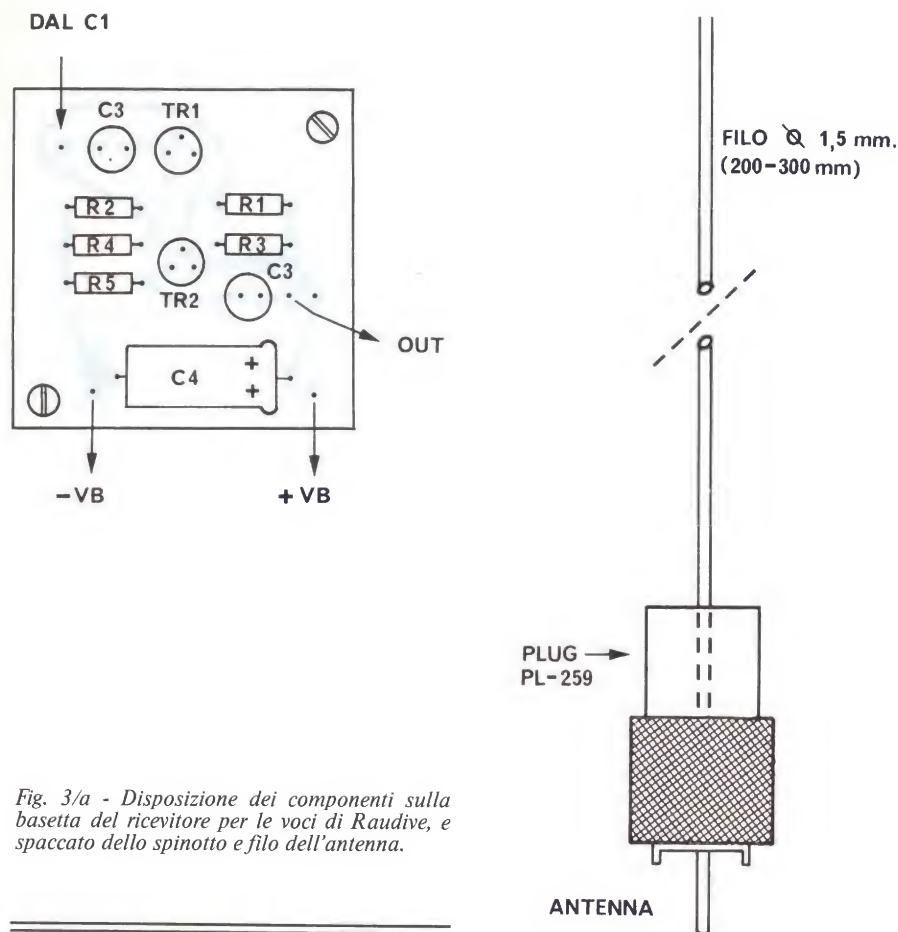 DAL C1
C3 TR1
R2 R1
R4 R3
R5 TR2 C3
OUT
C4 + +
-VB +VB
FILO Ø 1,5 mm.
(200-300 mm)
PLUG
PL-259
ANTENNA
Fig. 3/a - Disposizione dei componenti sulla
basetta del ricevitore per le voci di Raudive, e
spaccato dello spinotto e filo dell'antenna.